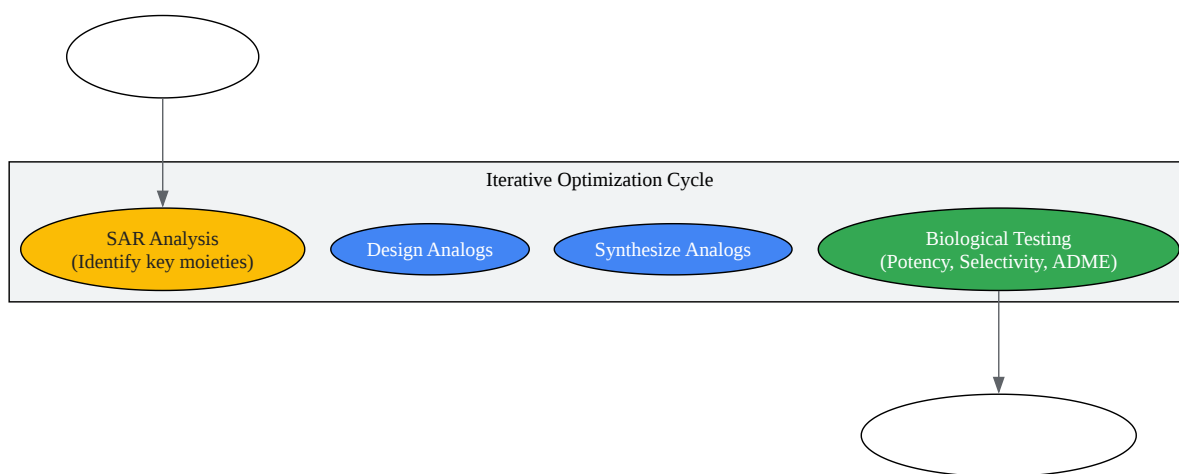 Iterative Optimization Cycle
SAR Analysis
(Identify key moieties)
Design Analogs
Synthesize Analogs
Biological Testing
(Potency, Selectivity, ADME)